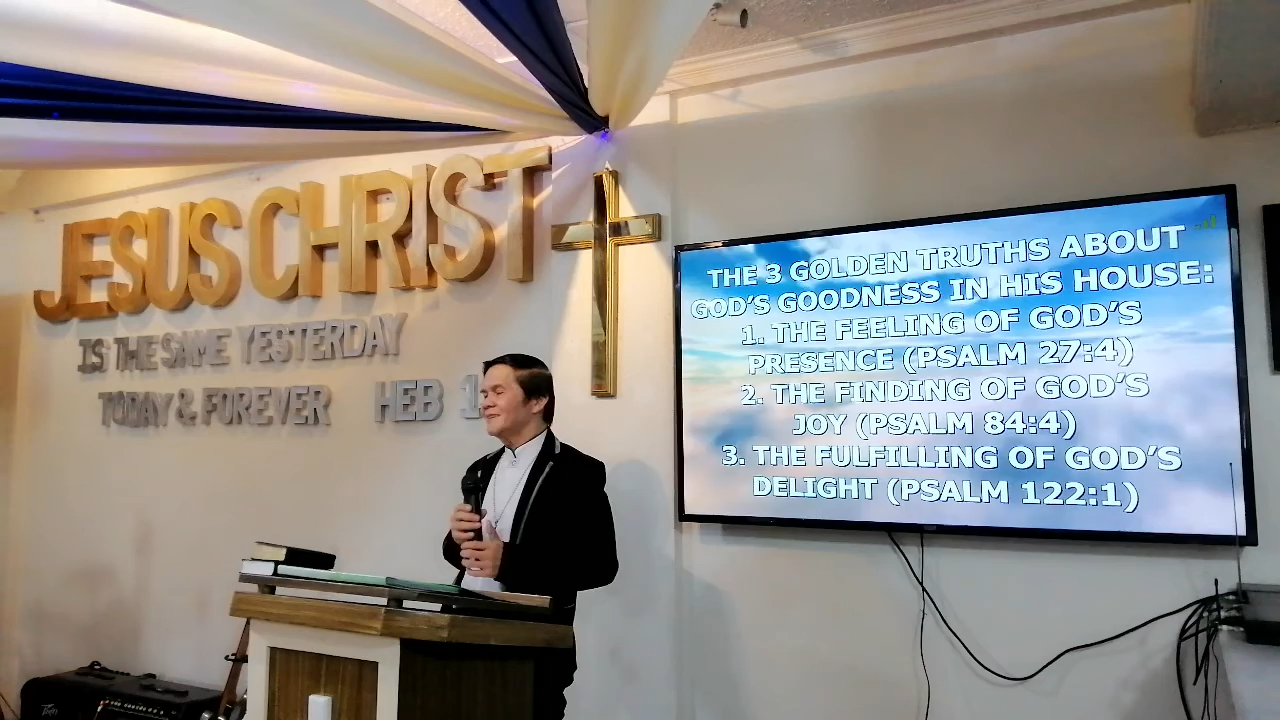 JESUS CHRIST
IS THE SAME YESTERDAY
TODAY & FOREVER HEB
THE 3 GOLDEN TRUTHS ABOUT
GOD'S GOODNESS IN HIS HOUSE:
1. THE FEELING OF GOD'S
PRESENCE (PSALM 27:4)
2. THE FINDING OF GOD'S
JOY (PSALM 84:4)
3. THE FULFILLING OF GOD'S
DELIGHT (PSALM 122:1)